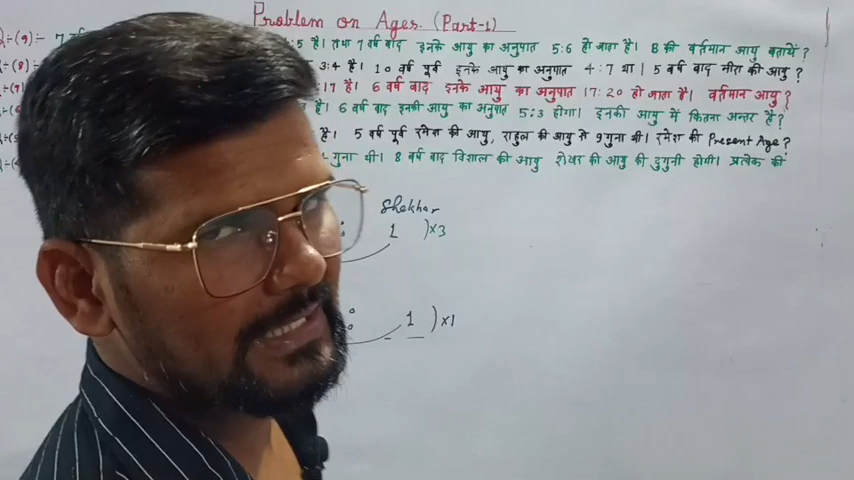 Problem on Ages. (Part-1)
:5 है। तथा 7 वर्ष बाद इनके आयु का अनुपात 5:6 हो जाता है। B की वर्तमान आयु बतायें?
3:4 है। 10 वर्ष पूर्व इनके आयु का अनुपात 4:7 था। 5 वर्ष बाद मीरा की आयु?
:17 है। 6 वर्ष बाद इनके आयु का अनुपात 17:20 हो जाता है। वर्तमान आयु?
है। 6 वर्ष बाद इनकी आयु का अनुपात 5:3 होगा। इनकी आयु में कितना अन्तर है?
है। 5 वर्ष पूर्व रमेश की आयु, राहुल की आयु से 9 गुना थी। रमेश की Present Age?
गुना थी। 8 वर्ष बाद विशाल की आयु शेखर की आयु की दुगुनी होगी। प्रत्येक की
Shekhar
1 )×3
1 )×1